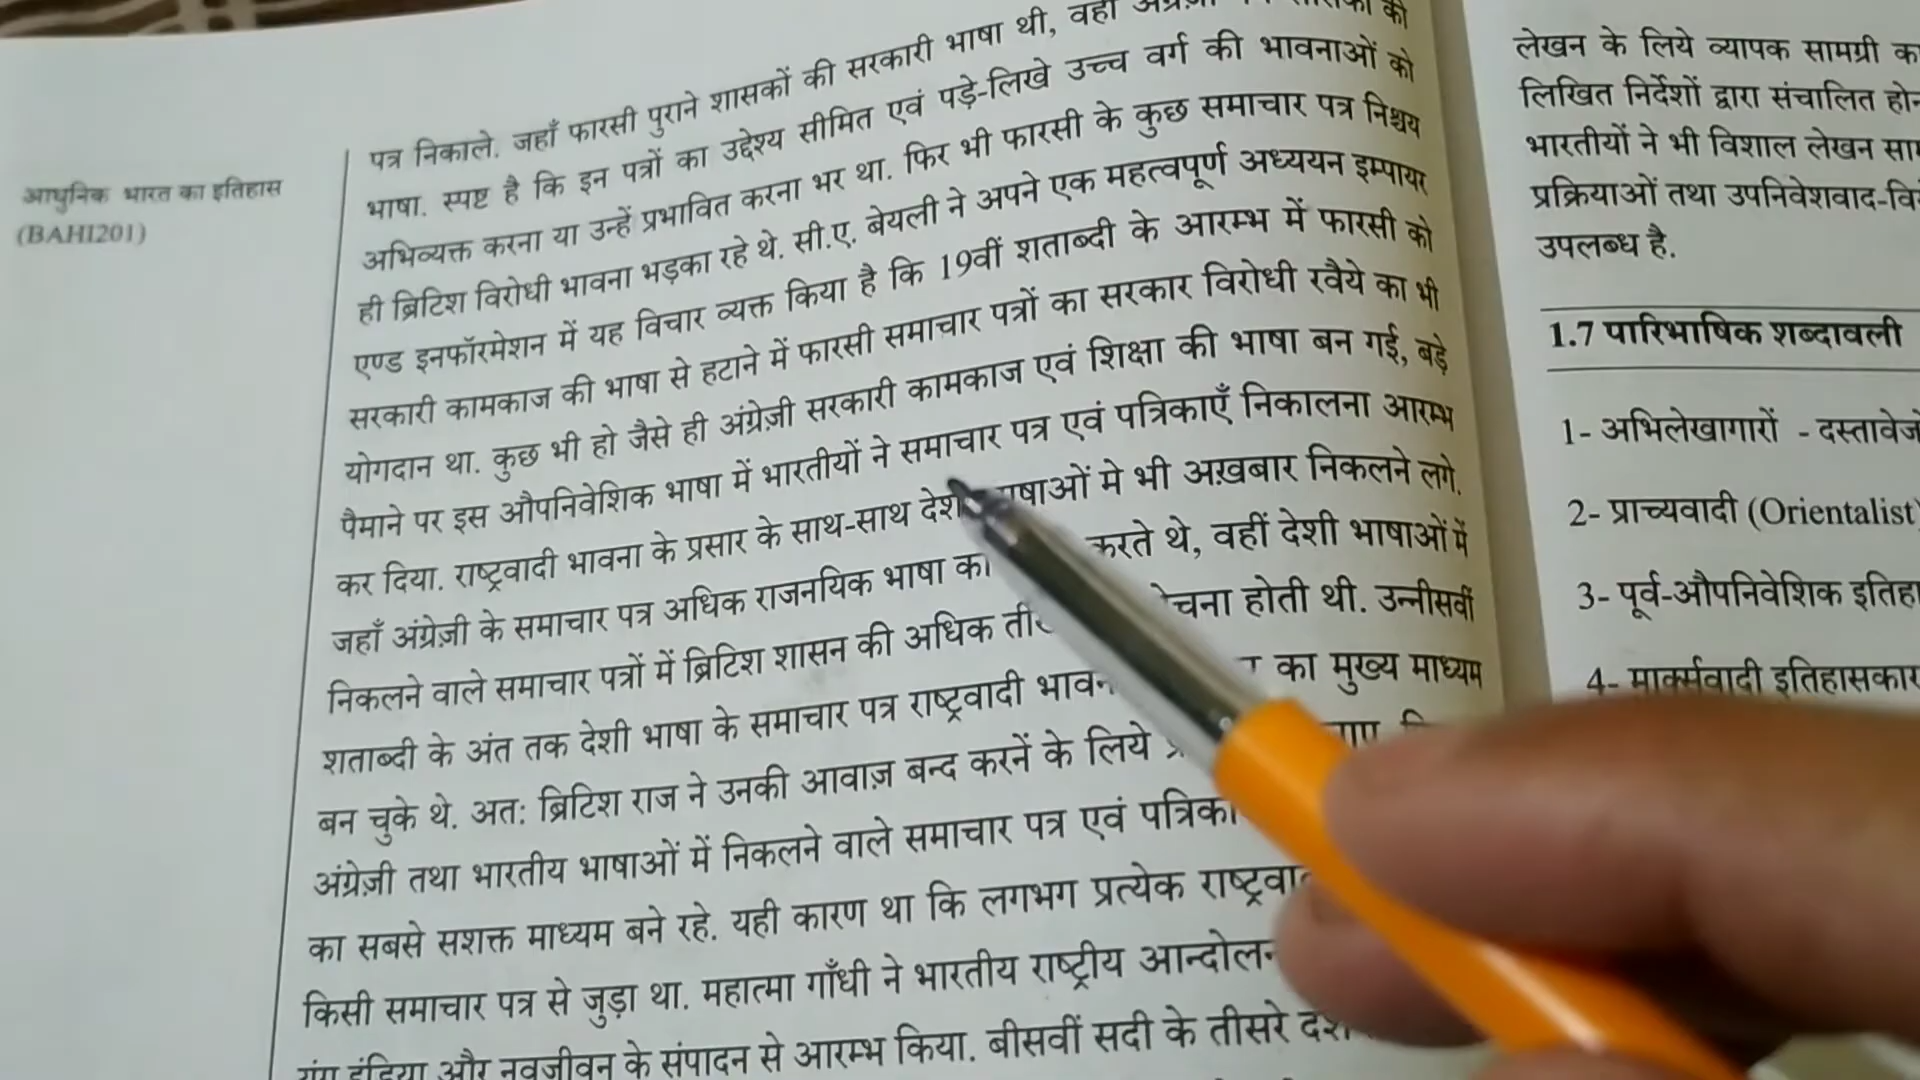 आधुनिक भारत का इतिहास
(BAHI201)
पत्र निकाले. जहाँ फारसी पुराने शासकों की सरकारी भाषा थी, वहीं
भाषा. स्पष्ट है कि इन पत्रों का उद्देश्य सीमित एवं पड़े-लिखे उच्च वर्ग की भावनाओं को
अभिव्यक्त करना या उन्हें प्रभावित करना भर था. फिर भी फारसी के कुछ समाचार पत्र निश्चय
ही ब्रिटिश विरोधी भावना भड़का रहे थे. सी.ए. बेयली ने अपने एक महत्वपूर्ण अध्ययन इम्पायर
एण्ड इनफॉरमेशन में यह विचार व्यक्त किया है कि 19वीं शताब्दी के आरम्भ में फारसी को
सरकारी कामकाज की भाषा से हटाने में फारसी समाचार पत्रों का सरकार विरोधी रवैये का भी
योगदान था. कुछ भी हो जैसे ही अंग्रेज़ी सरकारी कामकाज एवं शिक्षा की भाषा बन गई, बड़े
पैमाने पर इस औपनिवेशिक भाषा में भारतीयों ने समाचार पत्र एवं पत्रिकाएँ निकालना आरम्भ
कर दिया. राष्ट्रवादी भावना के प्रसार के साथ-साथ देश भाषाओं मे भी अख़बार निकलने लगे.
जहाँ अंग्रेज़ी के समाचार पत्र अधिक राजनयिक भाषा का करते थे, वहीं देशी भाषाओं में
निकलने वाले समाचार पत्रों में ब्रिटिश शासन की अधिक होती थी. उन्नीसवीं
शताब्दी के अंत तक देशी भाषा के समाचार पत्र राष्ट्रवादी का मुख्य माध्यम
बन चुके थे. अतः ब्रिटिश राज ने उनकी आवाज़ बन्द करनें के लिये
अंग्रेज़ी तथा भारतीय भाषाओं में निकलने वाले समाचार पत्र एवं
का सबसे सशक्त माध्यम बने रहे. यही कारण था कि लगभग प्रत्येक
किसी समाचार पत्र से जुड़ा था. महात्मा गाँधी ने भारतीय राष्ट्रीय आन्दोलन
यंग इंडिया और नवजीवन के संपादन से आरम्भ किया. बीसवीं सदी के तीसरे
लेखन के लिये व्यापक सामग्री
लिखित निर्देशों द्वारा संचालित
भारतीयों ने भी विशाल लेखन
प्रक्रियाओं तथा उपनिवेशवाद-
उपलब्ध है.
1.7 पारिभाषिक शब्दावली
1- अभिलेखागारों -
2- प्राच्यवादी (Orientalist)
3- पूर्व-औपनिवेशिक
4- मार्क्सवादी इतिहासकार